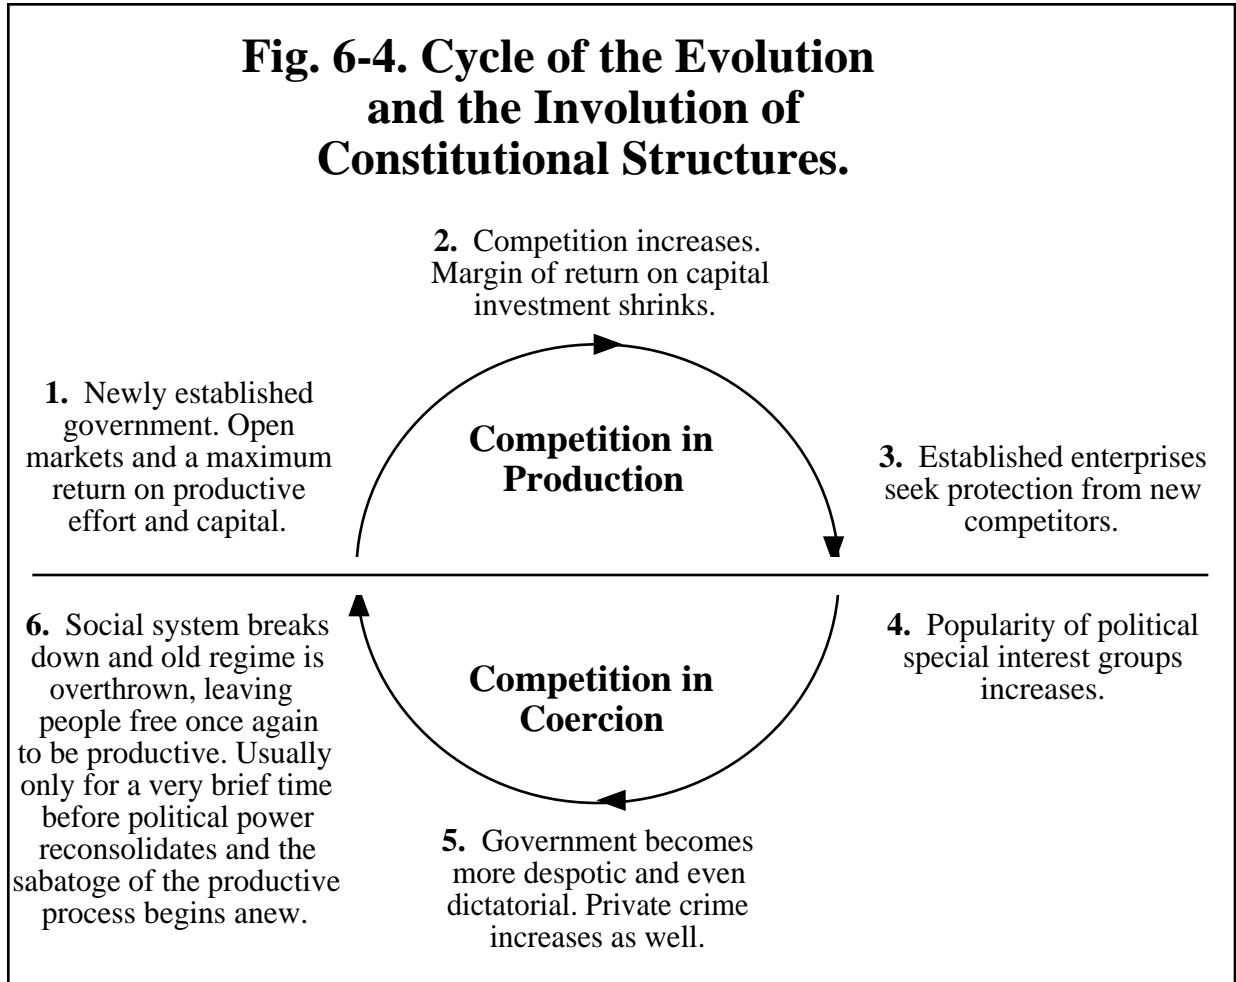 Fig. 6-4. Cycle of the Evolution
and the Involution of
Constitutional Structures.
2. Competition increases.
Margin of return on capital
investment shrinks.
1. Newly established
government. Open
markets and a maximum
return on productive
effort and capital.
Competition in
Production
3. Established enterprises
seek protection from new
competitors.
6. Social system breaks
down and old regime is
overthrown, leaving
people free once again
to be productive. Usually
only for a very brief time
before political power
reconsolidates and the
sabatoge of the productive
process begins anew.
Competition in
Coercion
4. Popularity of political
special interest groups
increases.
5. Government becomes
more despotic and even
dictatorial. Private crime
increases as well.